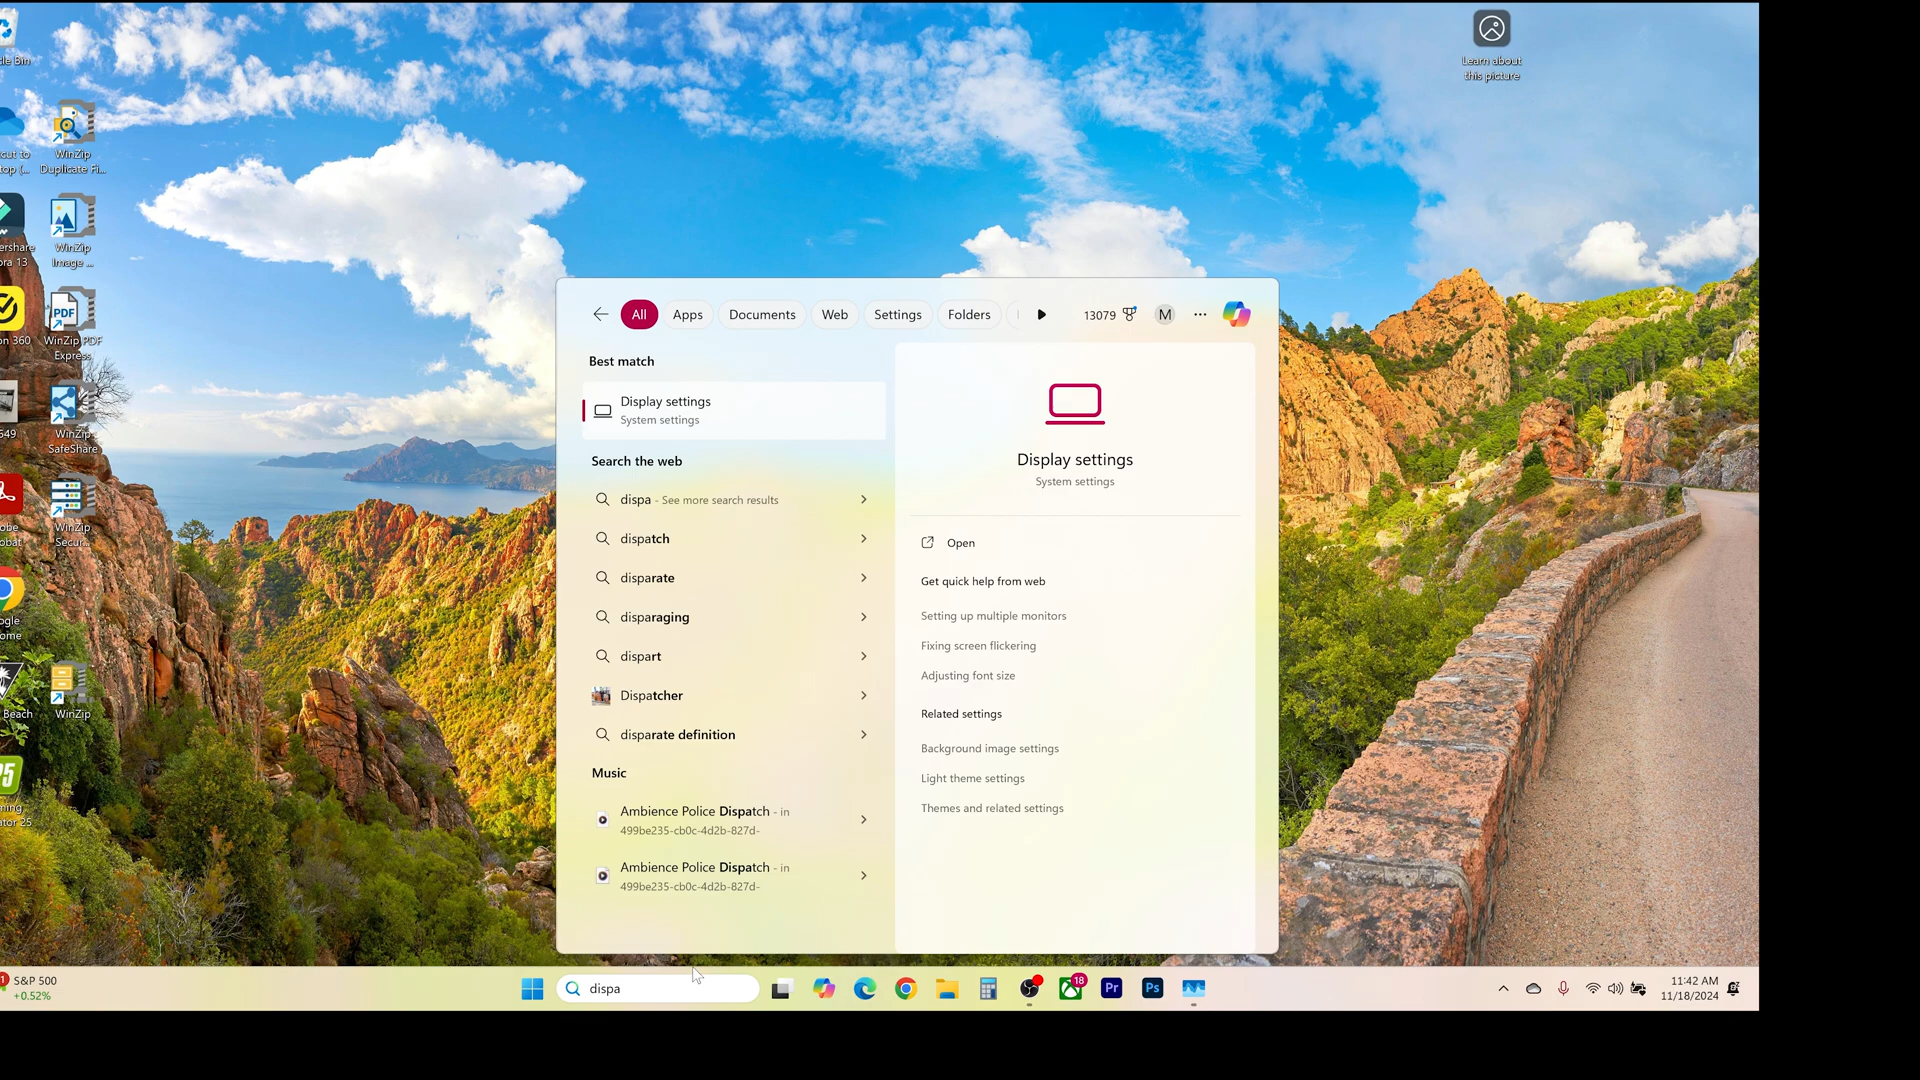 Learn about
this picture
WinZip
Duplicate Fi...
WinZip
Image ...
WinZip PDF
Express
WinZip
SafeShare
WinZip
Secur...
Beach
WinZip
All
Apps
Documents
Web
Settings
Folders
13079
M
Best match
Display settings
System settings
Search the web
dispa - See more search results
dispatch
disparate
disparaging
dispart
Dispatcher
disparate definition
Music
Ambience Police Dispatch - in
499be235-cb0c-4d2b-827d-
Ambience Police Dispatch - in
499be235-cb0c-4d2b-827d-
Display settings
System settings
Open
Get quick help from web
Setting up multiple monitors
Fixing screen flickering
Adjusting font size
Related settings
Background image settings
Light theme settings
Themes and related settings
S&P 500
+0.52%
dispa
18
Pr
Ps
11:42 AM
11/18/2024